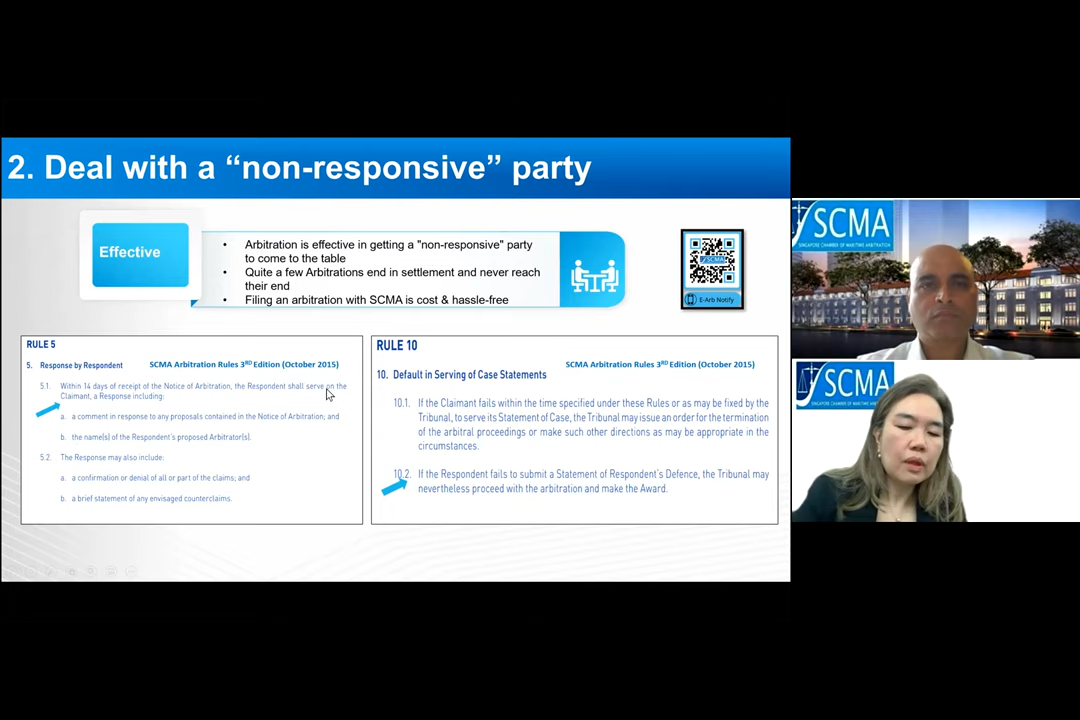 2. Deal with a “non-responsive” party
Effective
• Arbitration is effective in getting a "non-responsive" party
to come to the table
• Quite a few Arbitrations end in settlement and never reach
their end
• Filing an arbitration with SCMA is cost & hassle-free
SCMA
E-Arb Notify
RULE 5
5. Response by Respondent SCMA Arbitration Rules 3RD Edition (October 2015)
5.1. Within 14 days of receipt of the Notice of Arbitration, the Respondent shall serve on the
Claimant, a Response including:
a. a comment in response to any proposals contained in the Notice of Arbitration; and
b. the name(s) of the Respondent's proposed Arbitrator(s).
5.2. The Response may also include:
a. a confirmation or denial of all or part of the claims; and
b. a brief statement of any envisaged counterclaims.
RULE 10
SCMA Arbitration Rules 3RD Edition (October 2015)
10. Default in Serving of Case Statements
10.1. If the Claimant fails within the time specified under these Rules or as may be fixed by the
Tribunal, to serve its Statement of Case, the Tribunal may issue an order for the termination
of the arbitral proceedings or make such other directions as may be appropriate in the
circumstances.
10.2. If the Respondent fails to submit a Statement of Respondent's Defence, the Tribunal may
nevertheless proceed with the arbitration and make the Award.
SCMA
SINGAPORE CHAMBER OF MARITIME ARBITRATION
SCMA
SINGAPORE CHAMBER OF MARITIME